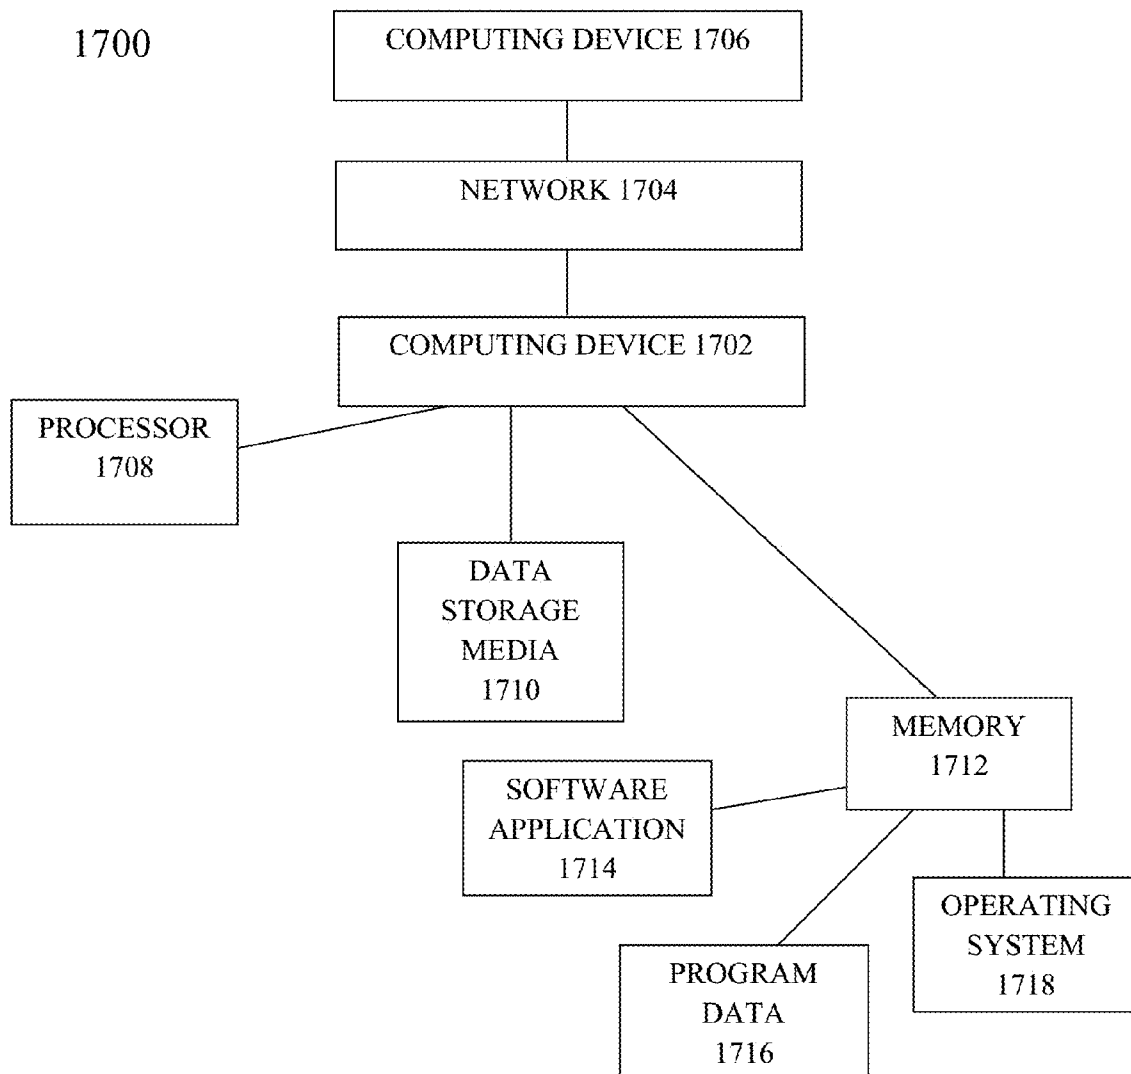 1700
COMPUTING DEVICE 1706
NETWORK 1704
COMPUTING DEVICE 1702
PROCESSOR
1708
DATA
STORAGE
MEDIA
1710
MEMORY
1712
SOFTWARE
APPLICATION
1714
OPERATING
SYSTEM
1718
PROGRAM
DATA
1716